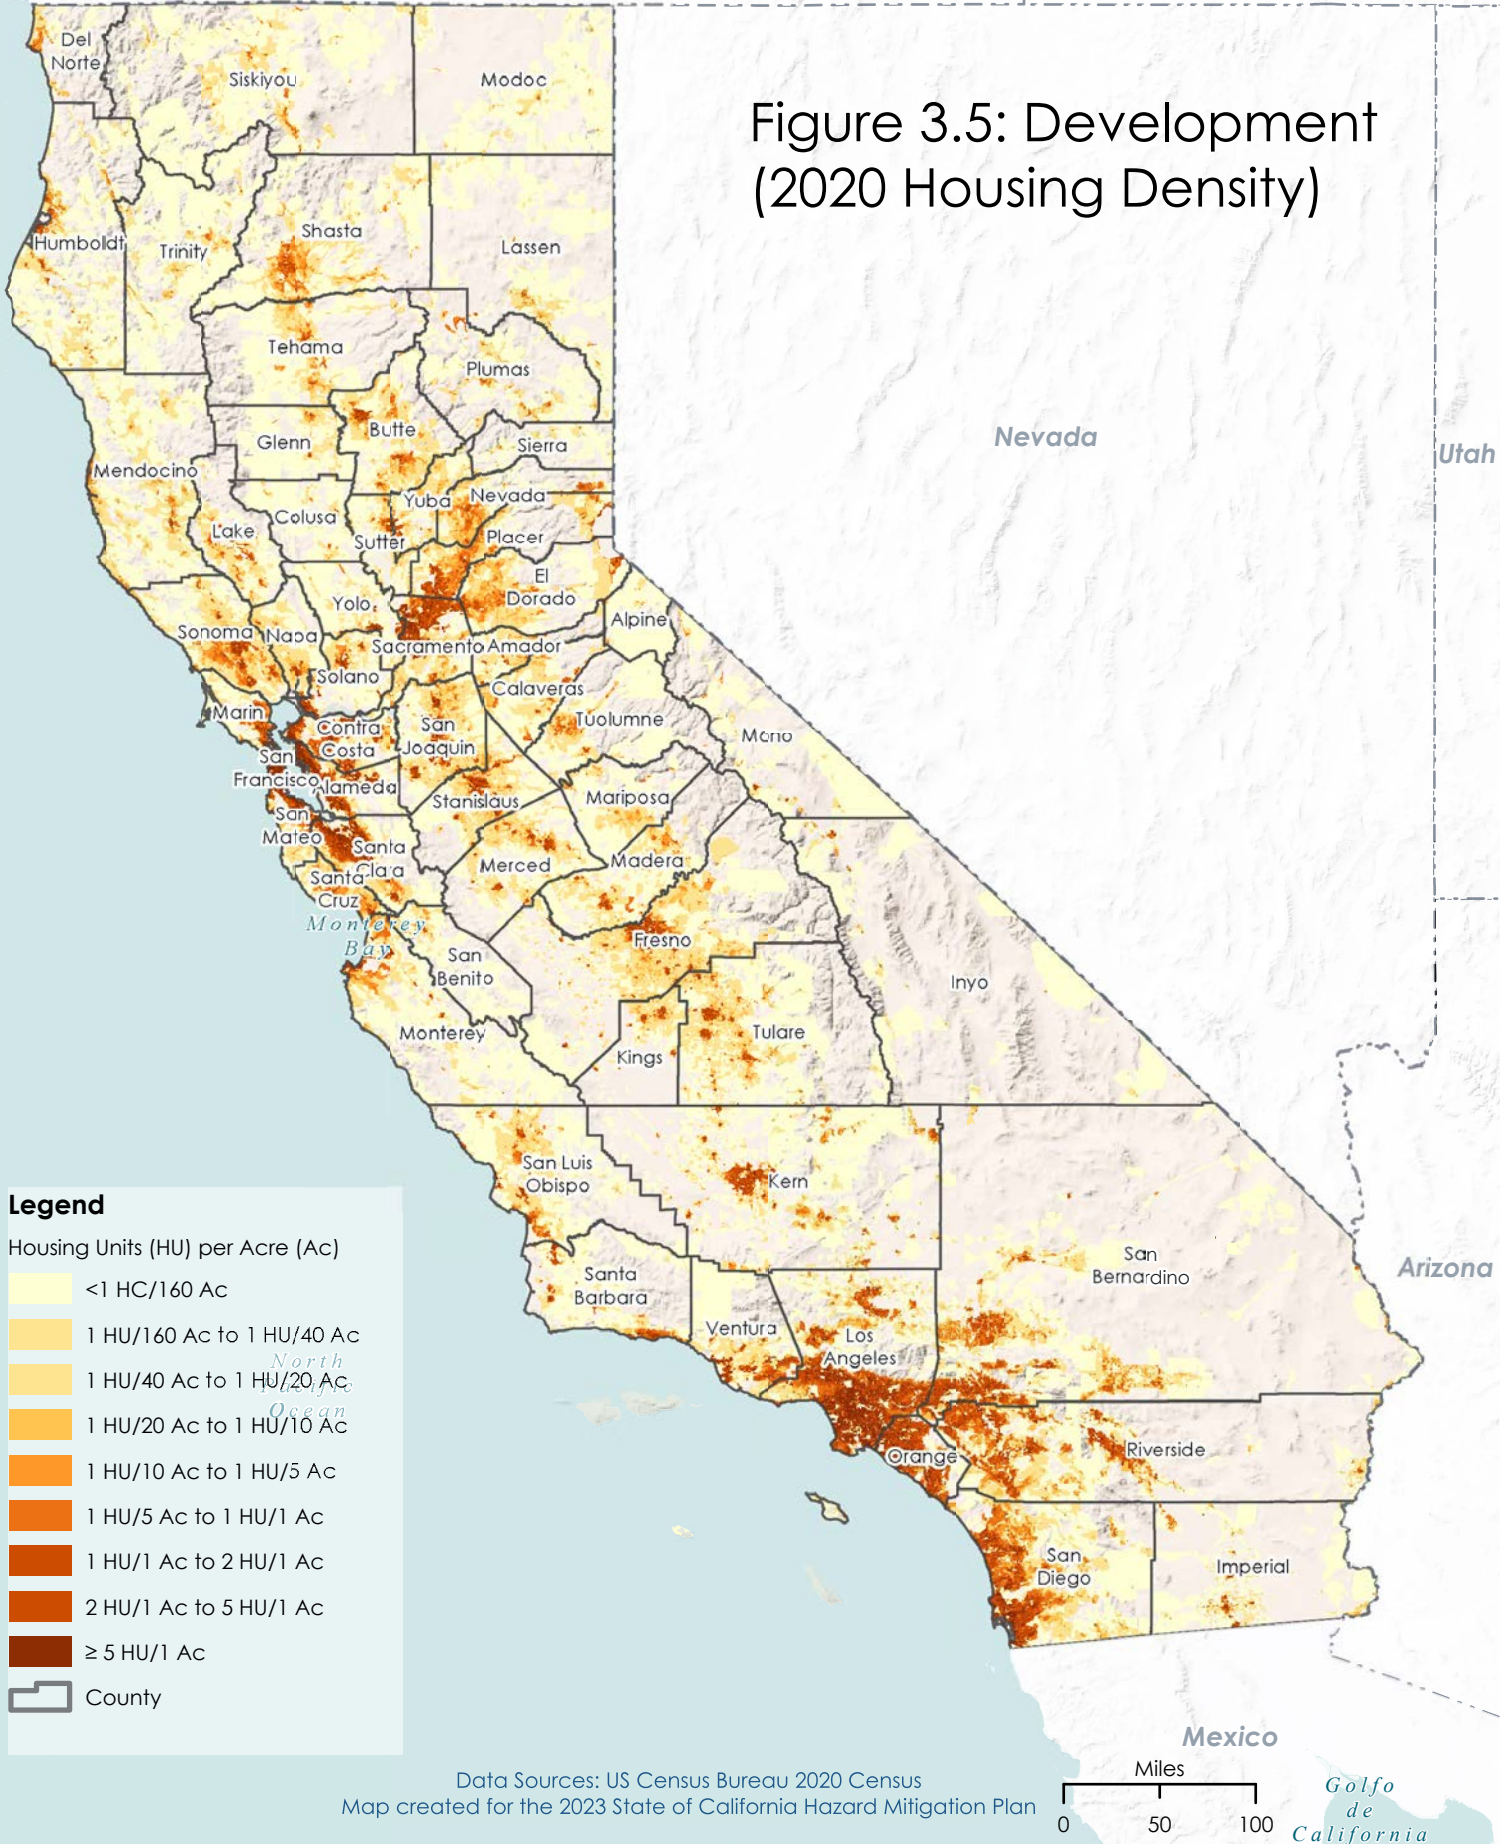 Del
Norte
Siskiyou
Modoc
Figure 3.5: Development
(2020 Housing Density)
Humboldt
Trinity
Shasta
Lassen
Tehama
Plumas
Nevada
Utah
Glenn
Butte
Sierra
Mendocino
Yuba
Nevada
Lake
Colusa
Sutter
Placer
El
Dorado
Yolo
Alpine
Sonoma
Napa
Sacramento
Amador
Solano
Calaveras
Marin
Contra
Costa
San
Joaquin
Tuolumne
Mono
San
Francisco
Alameda
Stanislaus
Mariposa
San
Mateo
Santa
Clara
Merced
Madera
Santa
Cruz
Monterey
Bay
Fresno
San
Benito
Inyo
Monterey
Kings
Tulare
San Luis
Obispo
Kern
San
Bernardino
Arizona
Santa
Barbara
Ventura
Los
Angeles
Orange
Riverside
San
Diego
Imperial
Legend
Housing Units (HU) per Acre (Ac)
<1 HC/160 Ac
1 HU/160 Ac to 1 HU/40 Ac
1 HU/40 Ac to 1 HU/20 Ac
1 HU/20 Ac to 1 HU/10 Ac
1 HU/10 Ac to 1 HU/5 Ac
1 HU/5 Ac to 1 HU/1 Ac
1 HU/1 Ac to 2 HU/1 Ac
2 HU/1 Ac to 5 HU/1 Ac
≥ 5 HU/1 Ac
County
North
Pacific
Ocean
Mexico
Data Sources: US Census Bureau 2020 Census
Map created for the 2023 State of California Hazard Mitigation Plan
Miles
0 50 100
Golfo
de
California